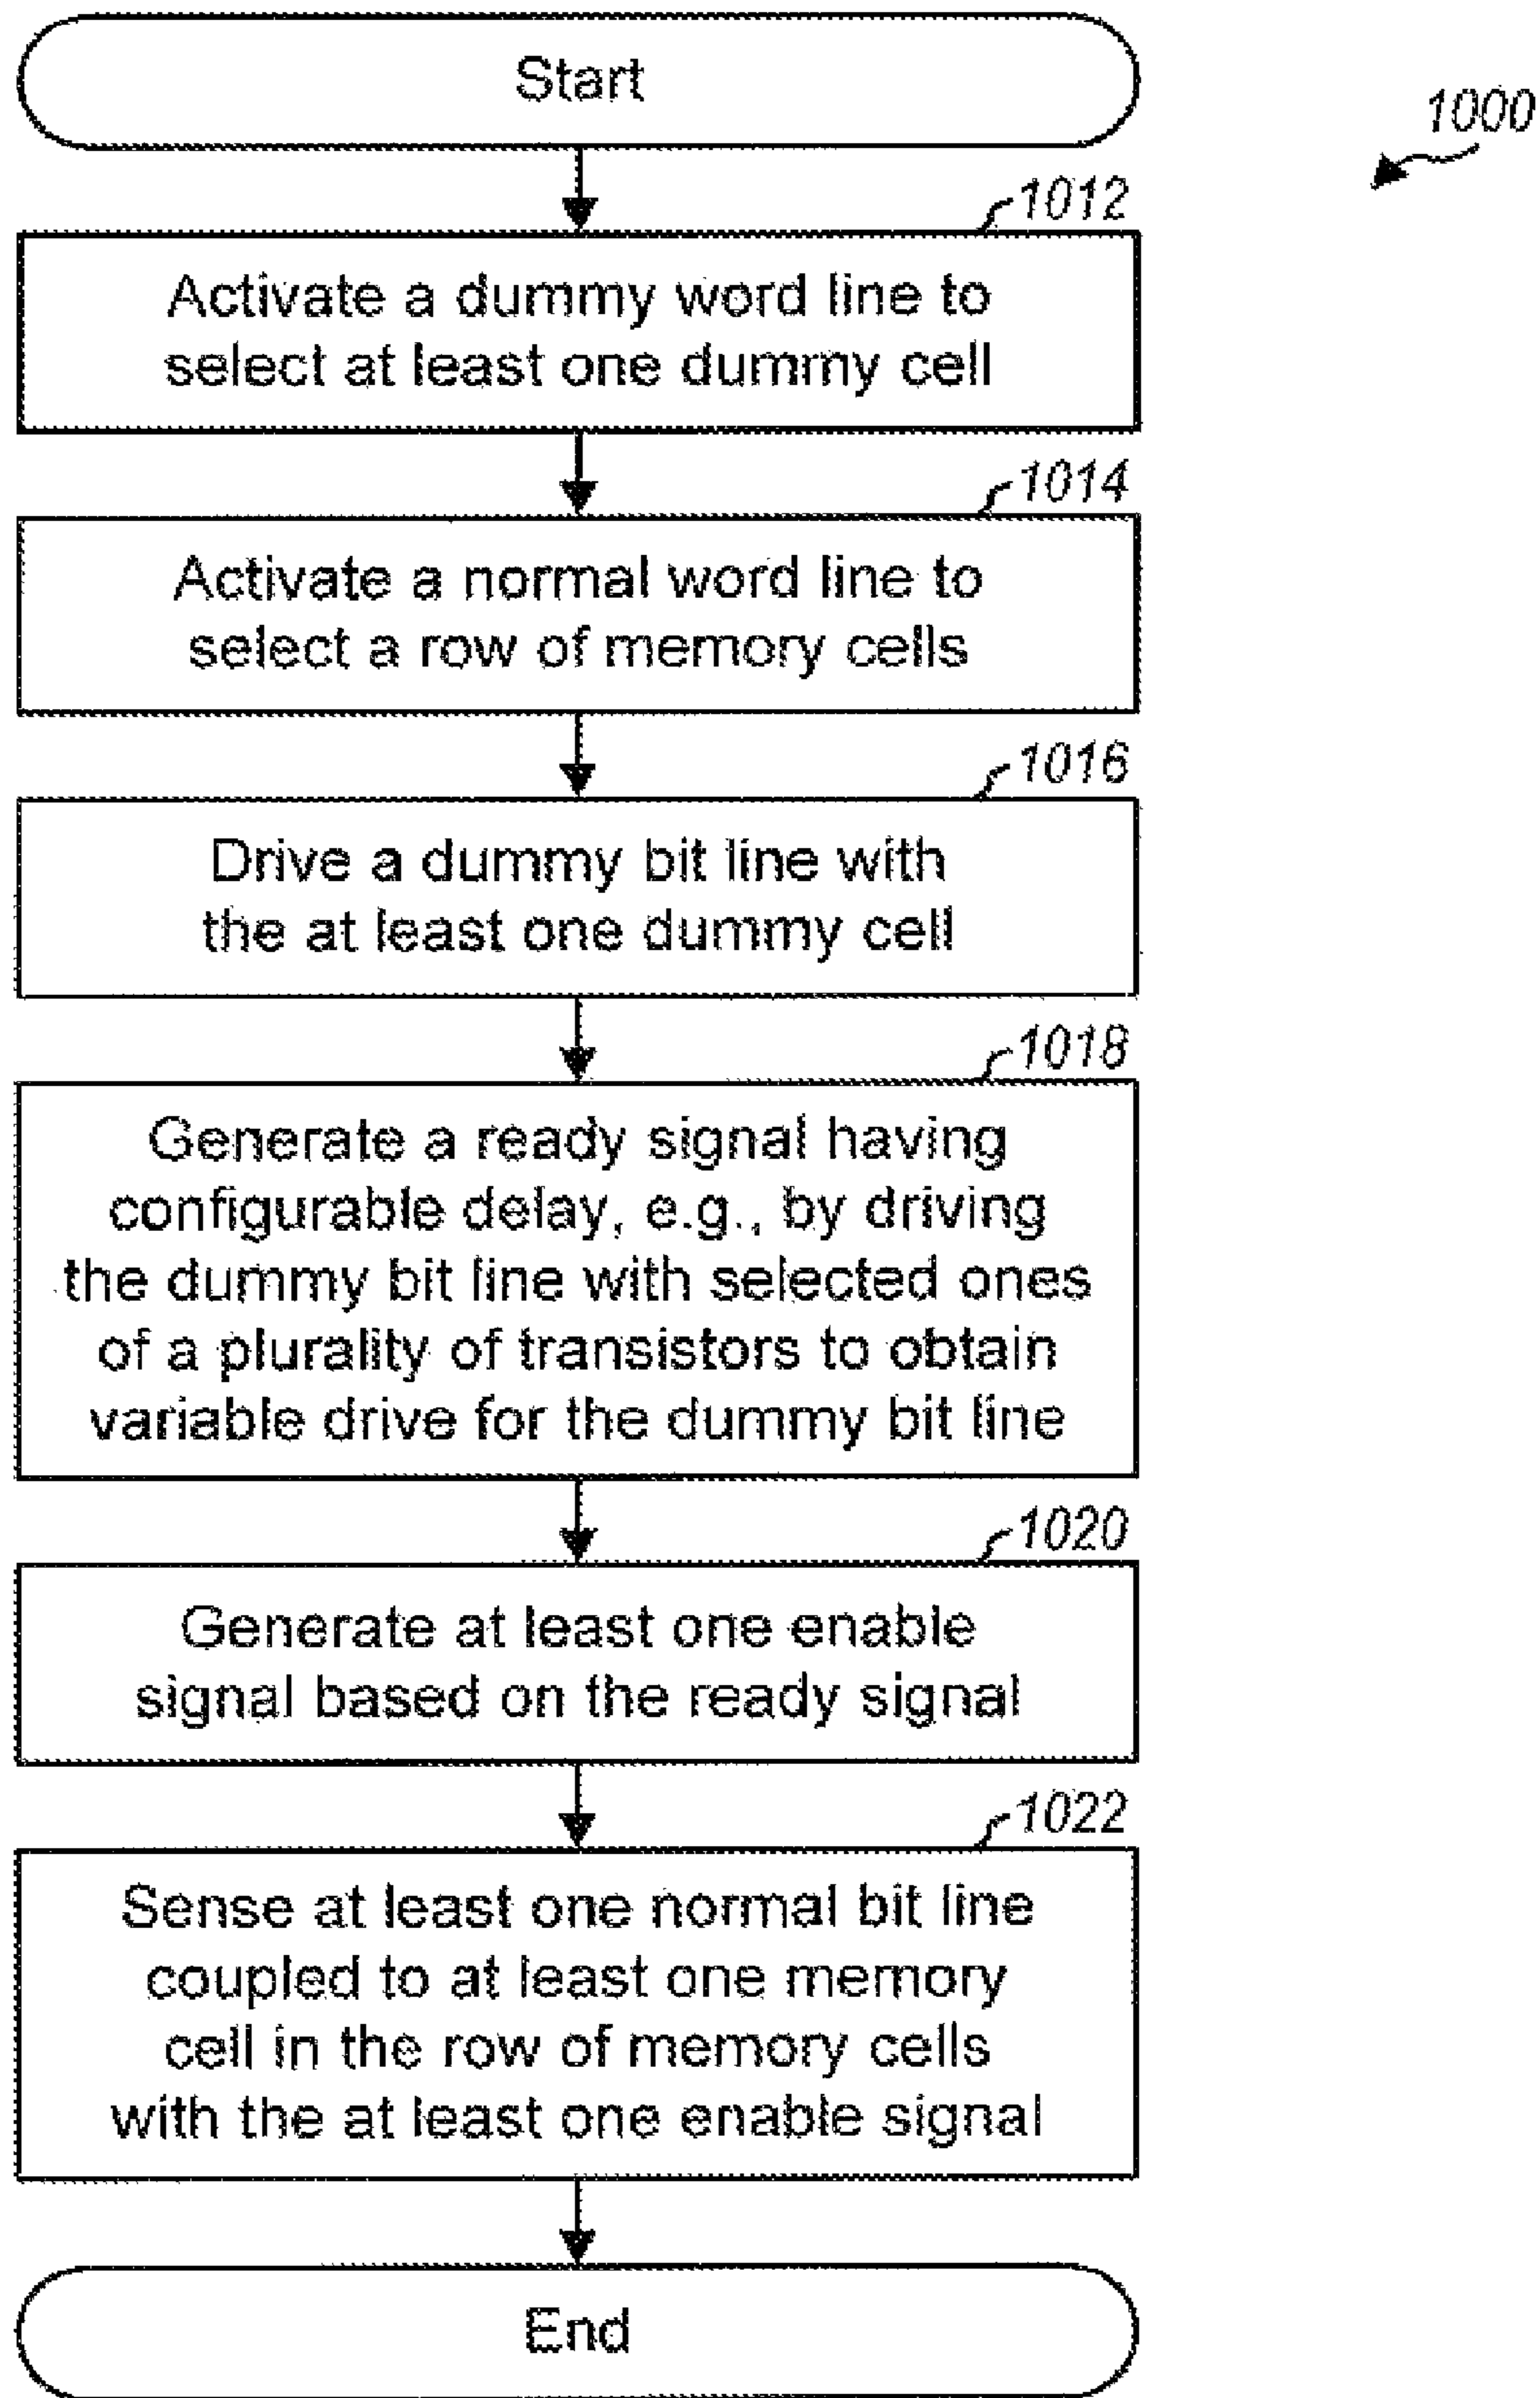 Start
1000
1012
Activate a dummy word line to
select at least one dummy cell
1014
Activate a normal word line to
select a row of memory cells
1016
Drive a dummy bit line with
the at least one dummy cell
1018
Generate a ready signal having
configurable delay, e.g., by driving
the dummy bit line with selected ones
of a plurality of transistors to obtain
variable drive for the dummy bit line
1020
Generate at least one enable
signal based on the ready signal
1022
Sense at least one normal bit line
coupled to at least one memory
cell in the row of memory cells
with the at least one enable signal
End